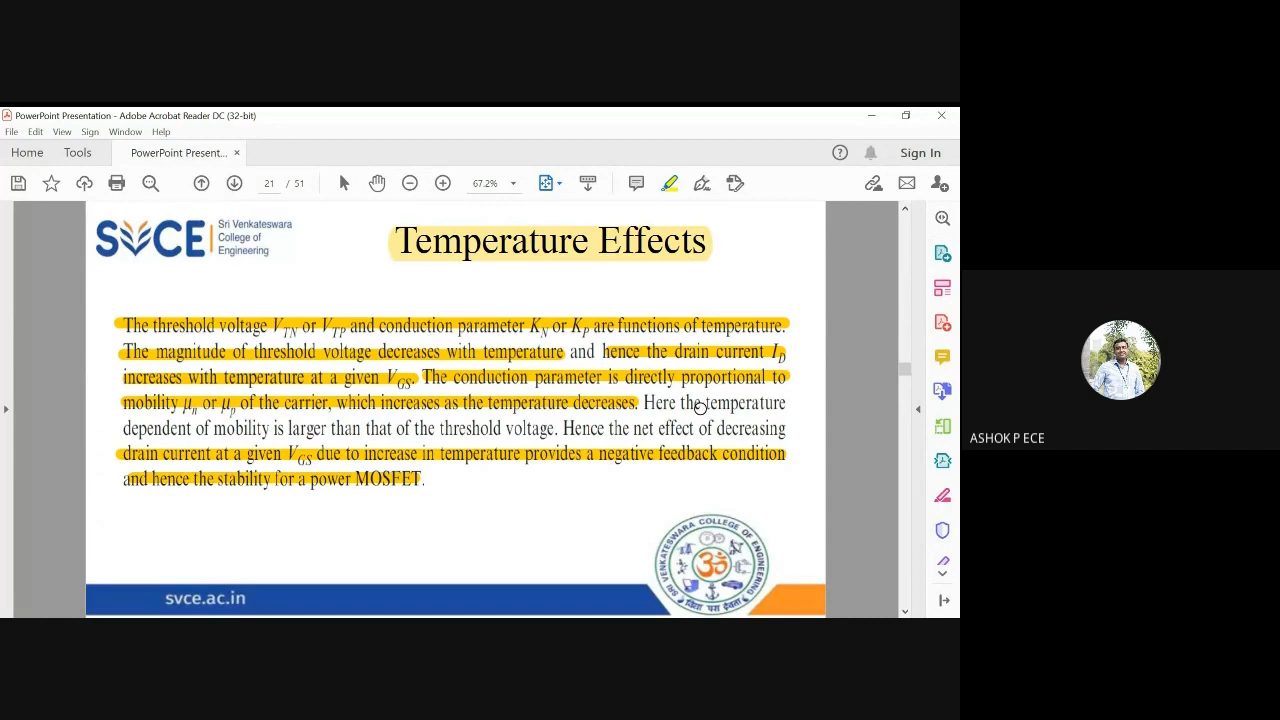 PowerPoint Presentation - Adobe Acrobat Reader DC (32-bit)
File Edit View Sign Window Help
Home Tools PowerPoint Present... × Sign In
21 / 51 67.2%
SVCE Sri Venkateswara
College of
Engineering
Temperature Effects
The threshold voltage V_TN or V_TP and conduction parameter K_N or K_P are functions of temperature.
The magnitude of threshold voltage decreases with temperature and hence the drain current I_D
increases with temperature at a given V_GS. The conduction parameter is directly proportional to
mobility μ_n or μ_p of the carrier, which increases as the temperature decreases. Here the temperature
dependent of mobility is larger than that of the threshold voltage. Hence the net effect of decreasing
drain current at a given V_GS due to increase in temperature provides a negative feedback condition
and hence the stability for a power MOSFET.
SRI VENKATESWARA COLLEGE OF ENGINEERING
ॐ
svce.ac.in
ASHOK P ECE